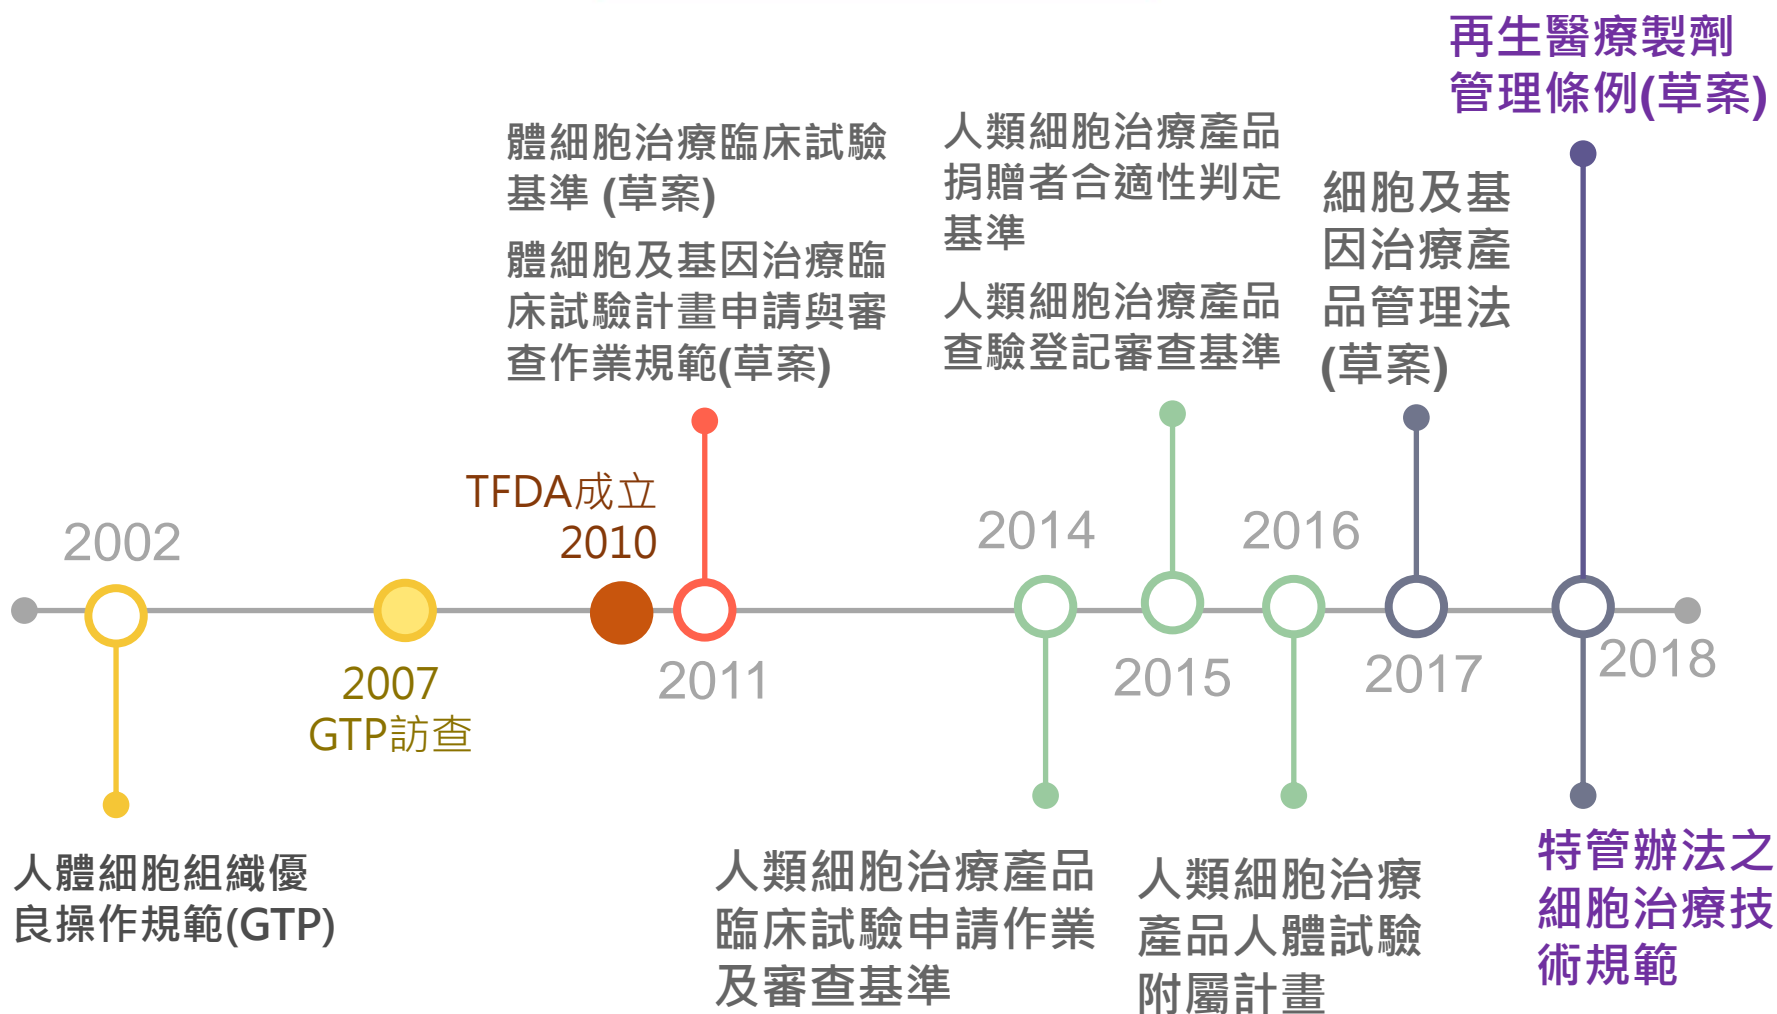 再生醫療製劑
管理條例(草案)
體細胞治療臨床試驗
基準 (草案)
體細胞及基因治療臨
床試驗計畫申請與審
查作業規範(草案)
人類細胞治療產品
捐贈者合適性判定
基準
人類細胞治療產品
查驗登記審查基準
細胞及基
因治療產
品管理法
(草案)
TFDA成立
2010
2002
2014
2016
2007
GTP訪查
2011
2015
2017
2018
人體細胞組織優
良操作規範(GTP)
人類細胞治療產品
臨床試驗申請作業
及審查基準
人類細胞治療
產品人體試驗
附屬計畫
特管辦法之
細胞治療技
術規範